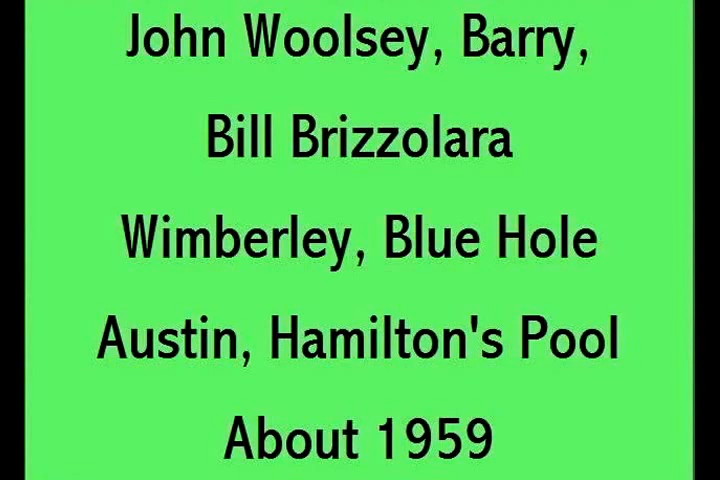 John Woolsey, Barry,
Bill Brizzolara
Wimberley, Blue Hole
Austin, Hamilton's Pool
About 1959